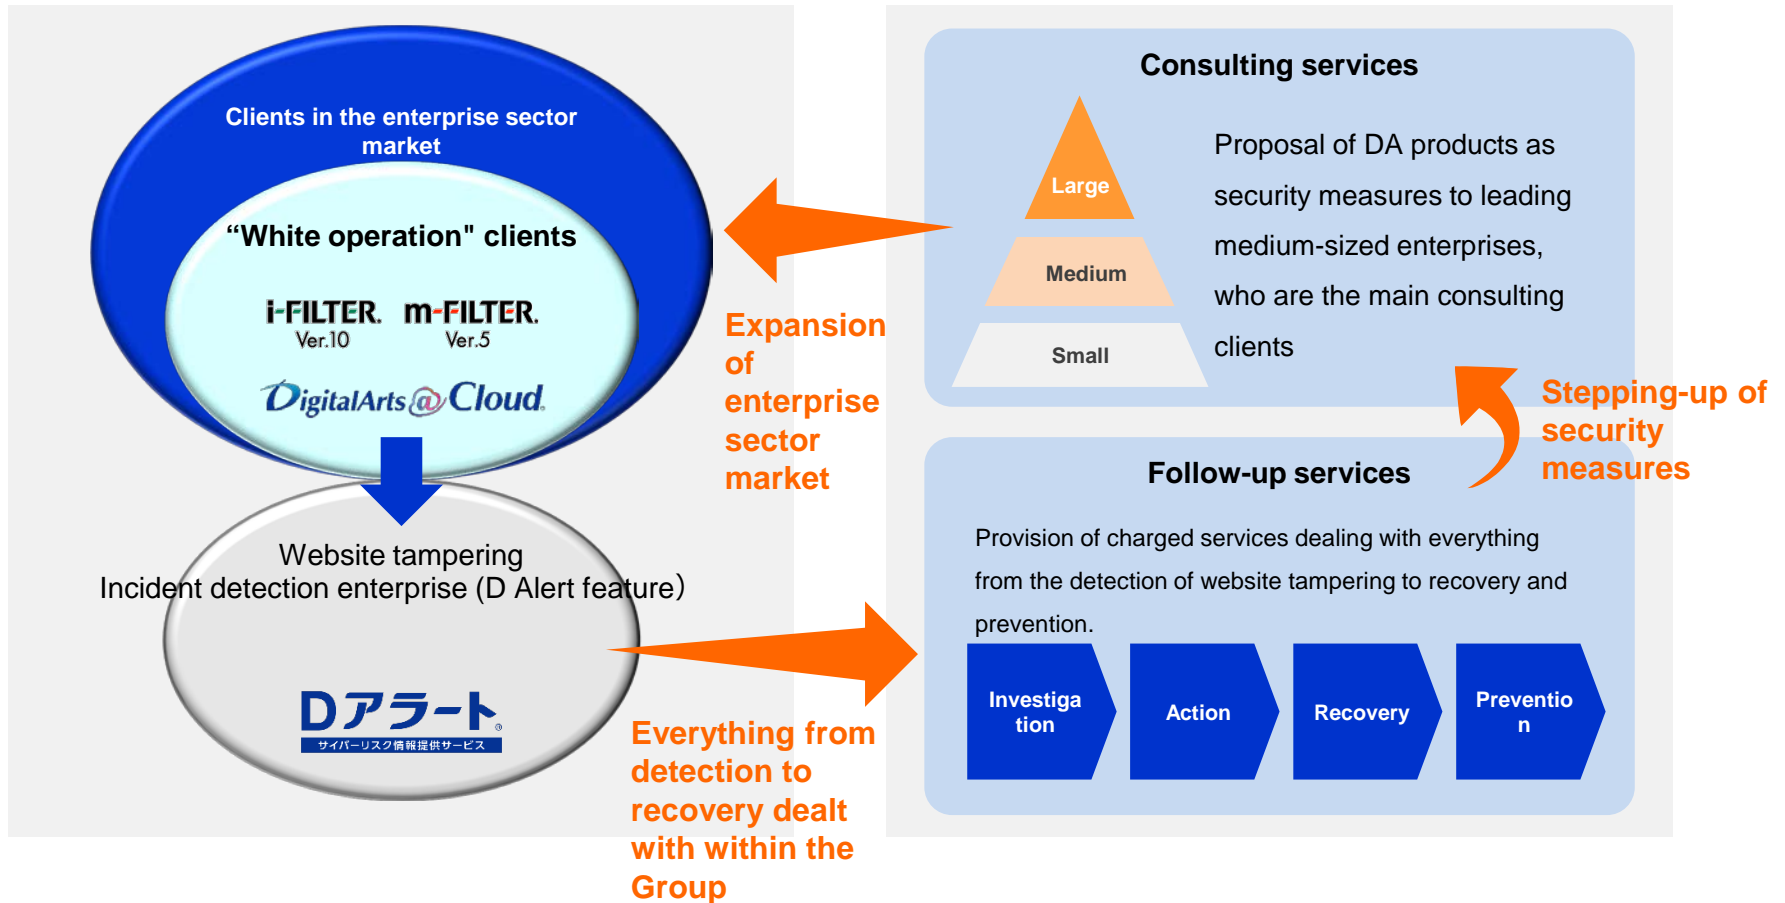 Clients in the enterprise sector
market
“White operation" clients
i-FILTER. m-FILTER.
Ver.10 Ver.5
DigitalArts@Cloud.
Website tampering
Incident detection enterprise (D Alert feature）
Dアラート®
サイバーリスク情報提供サービス
Expansion
of
enterprise
sector
market
Everything from
detection to
recovery dealt
with within the
Group
Consulting services
Large
Medium
Small
Proposal of DA products as
security measures to leading
medium-sized enterprises,
who are the main consulting
clients
Stepping-up of
security
measures
Follow-up services
Provision of charged services dealing with everything
from the detection of website tampering to recovery and
prevention.
Investiga
tion
Action
Recovery
Preventio
n